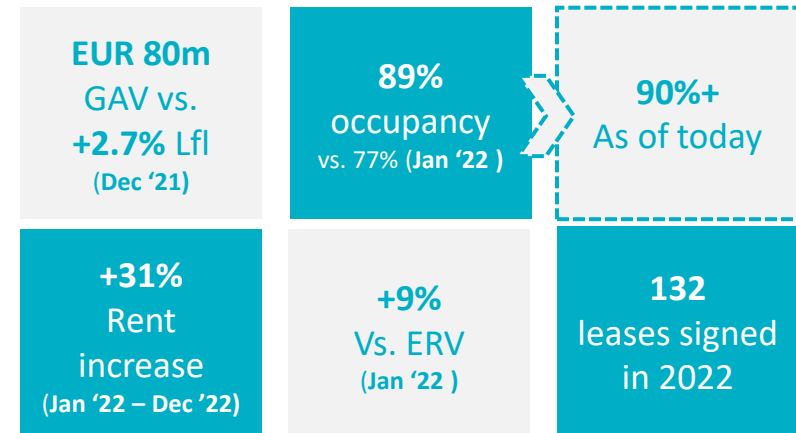 EUR 80m
GAV vs.
+2.7% Lfl
(Dec ‘21)
89%
occupancy
vs. 77% (Jan ‘22 )
90%+
As of today
+31%
Rent
increase
(Jan ‘22 – Dec ’22)
+9%
Vs. ERV
(Jan ‘22 )
132
leases signed
in 2022